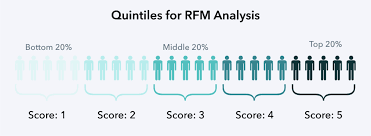 Quintiles for RFM Analysis
Bottom 20%
Middle 20%
Top 20%
Score: 1
Score: 2
Score: 3
Score: 4
Score: 5